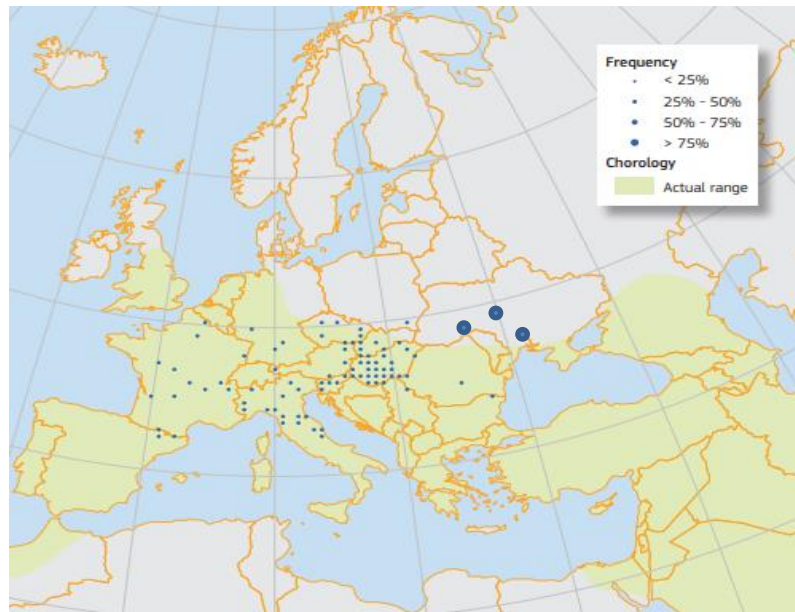 Frequency
< 25%
25% - 50%
50% - 75%
> 75%
Chorology
Actual range